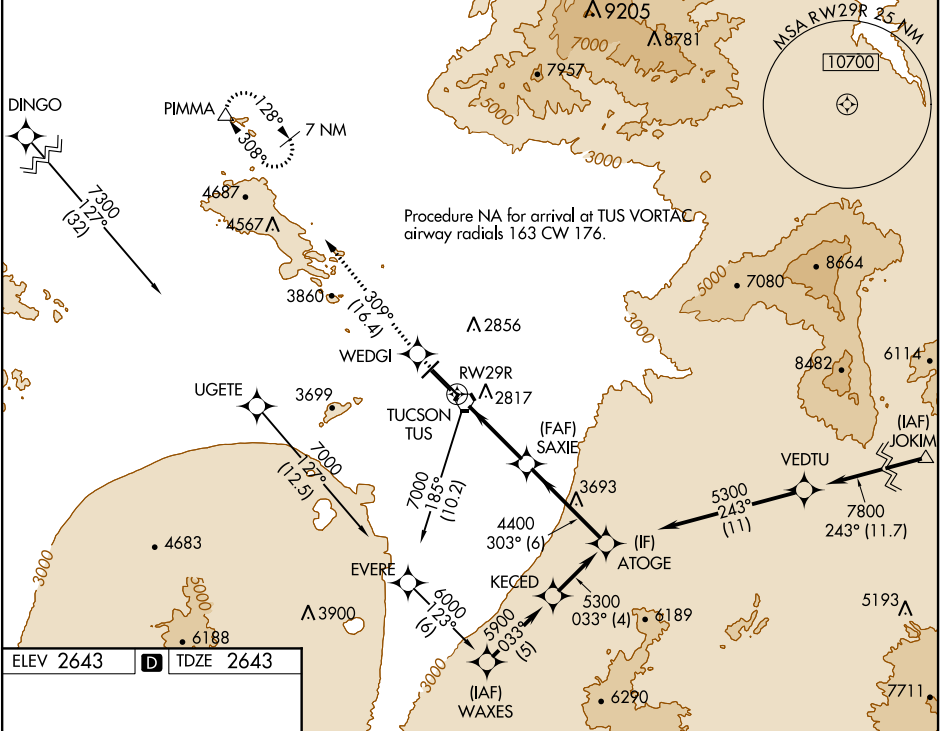 9205
8781
7000
7957
5000
3000
MSA RW29R 25 NM
10700
DINGO
PIMMA
128°
308°
7 NM
7300
127°
(32)
4687
4567
Procedure NA for arrival at TUS VORTAC
airway radials 163 CW 176.
3860
309°
(16.4)
2856
5000
7080
8664
3000
WEDGI
RW29R
2817
TUCSON
TUS
8482
6114
UGETE
3699
7000
127°
(12.5)
7000
185°
(10.2)
(FAF)
SAXIE
(IAF)
JOKIM
VEDTU
5300
243°
(11)
7800
243° (11.7)
3693
4400
303° (6)
(IF)
ATOGE
4683
3000
EVERE
KECED
6000
123°
(6)
5300
033° (4)
5900
033°
(5)
6189
5193
5000
3900
6188
3000
(IAF)
WAXES
6290
7711
ELEV 2643
D
TDZE 2643